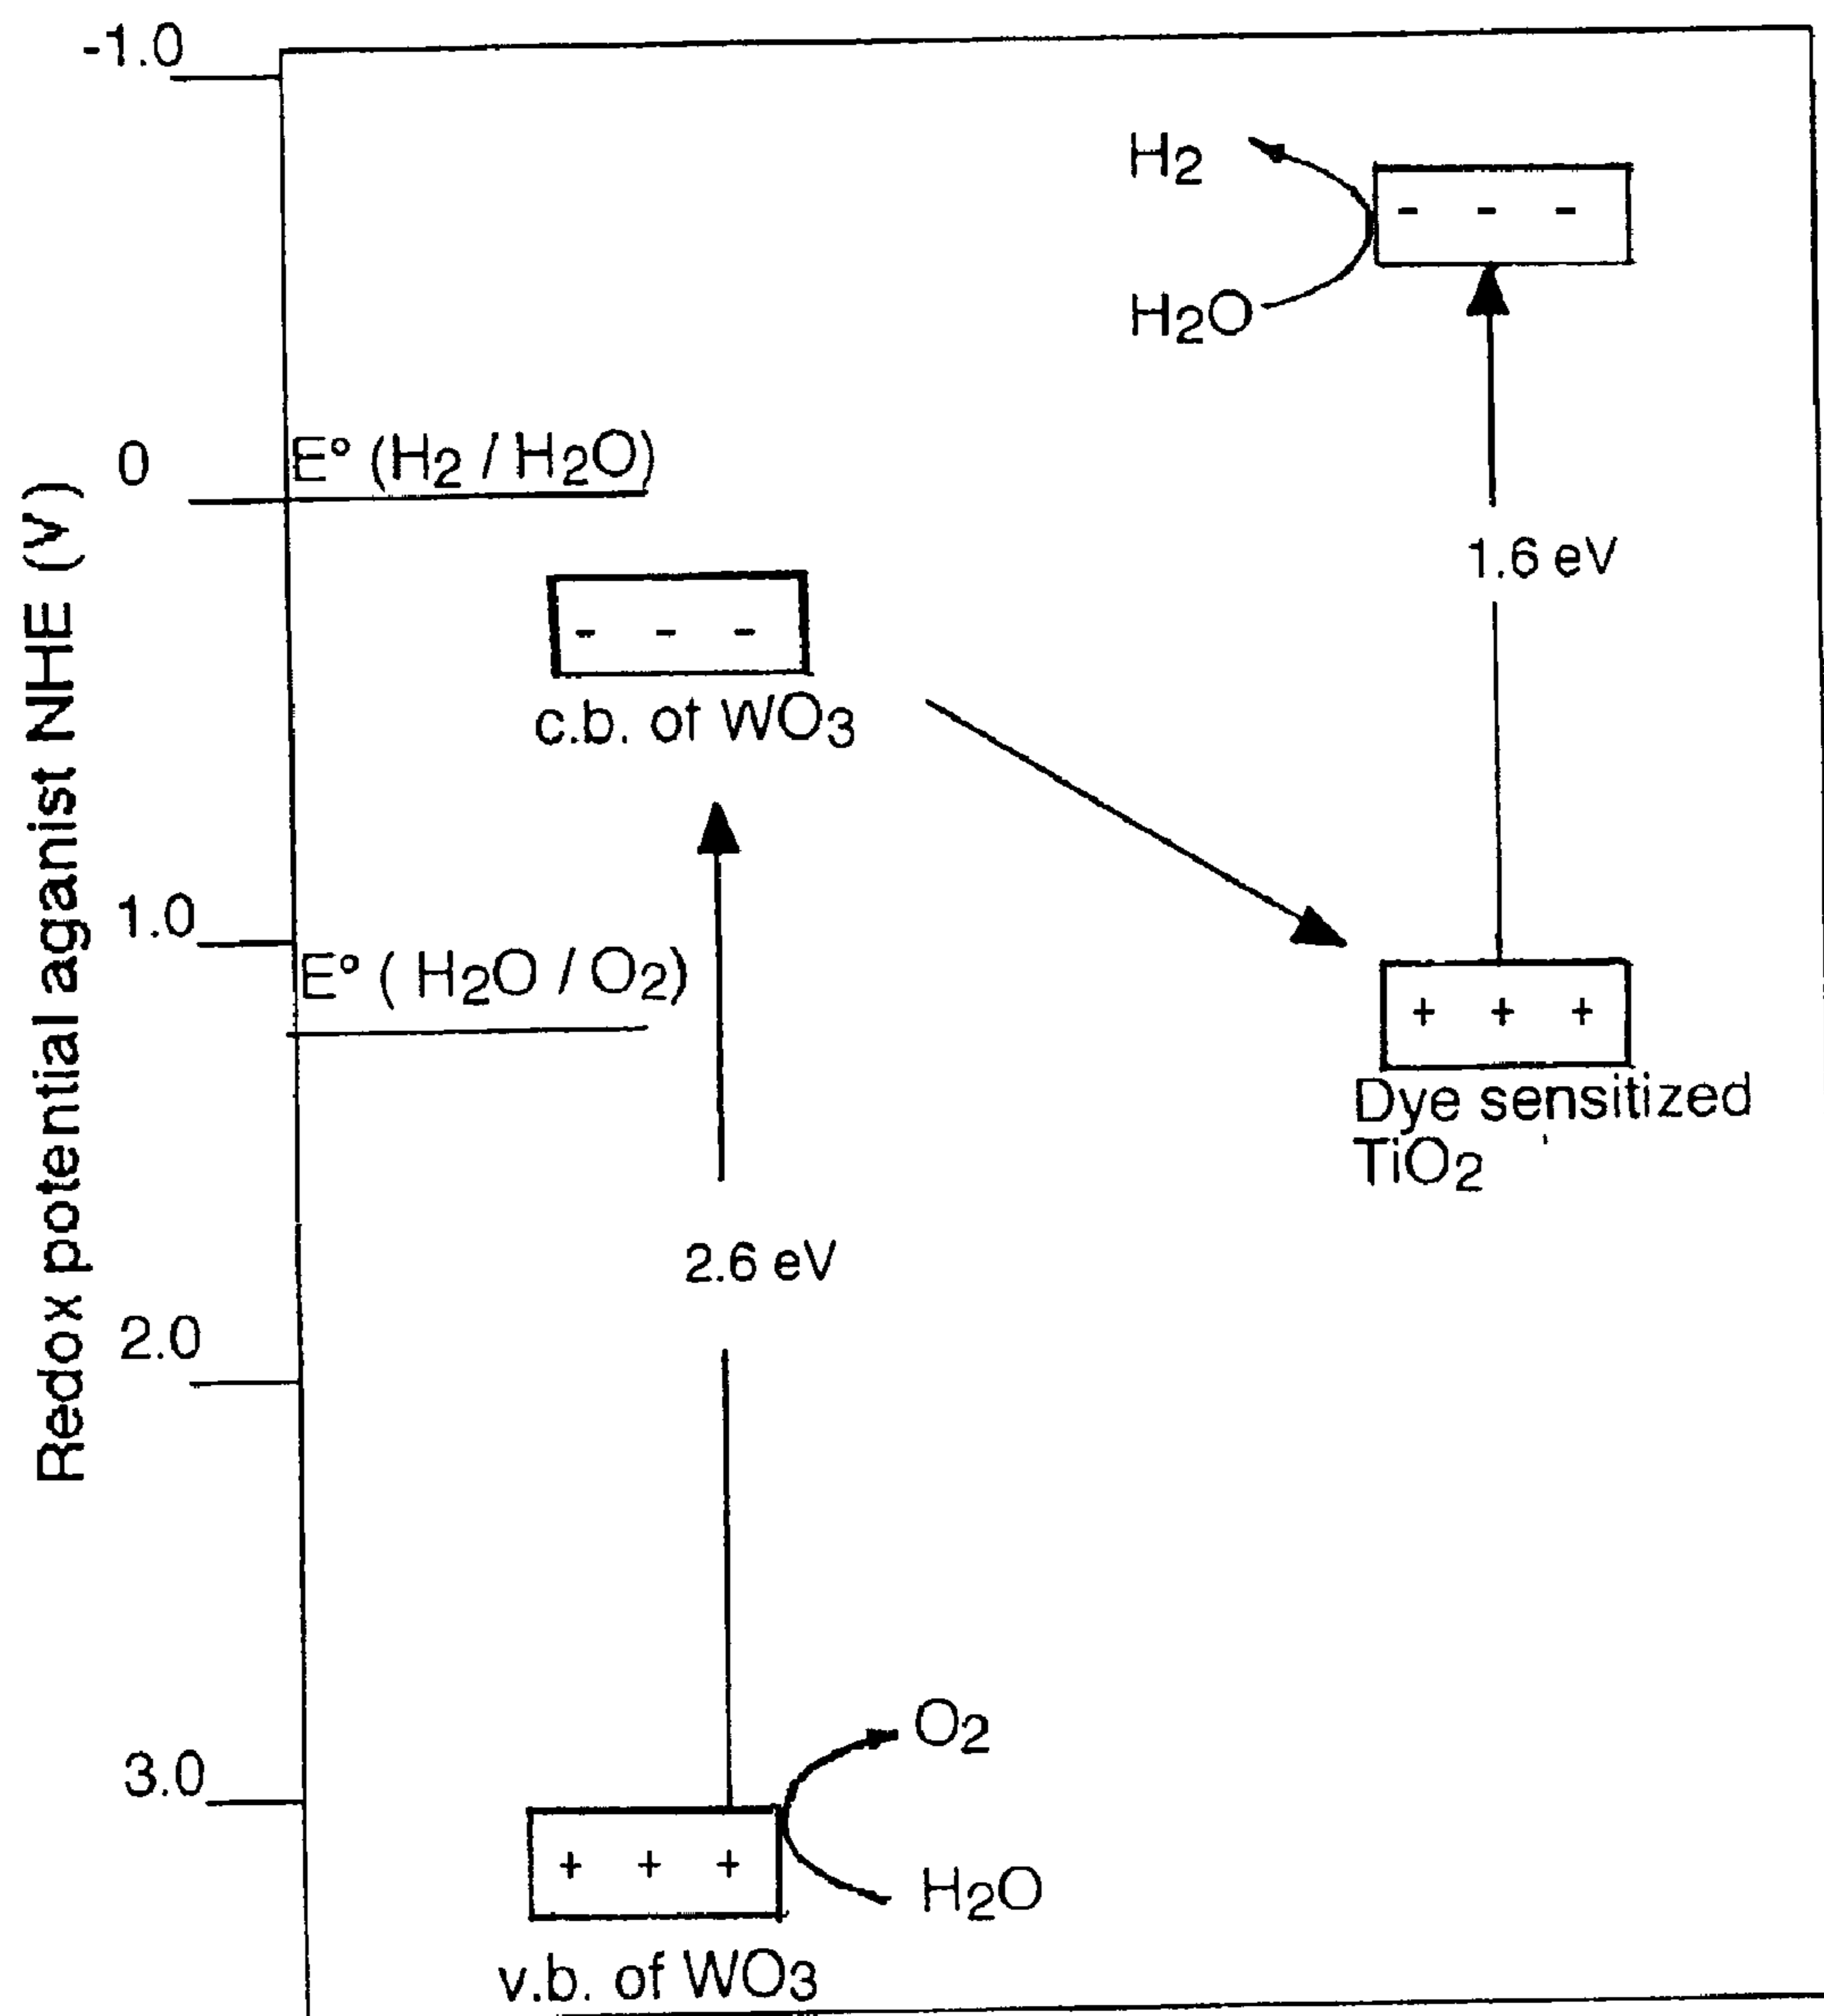 -1.0
H2
- - -
H2O
0
E° (H2 / H2O)
1.6 eV
- - -
c.b. of WO3
Redox potential aganist NHE (V)
1.0
E° ( H2O / O2)
+ + +
Dye sensitized
TiO2
2.6 eV
2.0
O2
3.0
+ + +
H2O
v.b. of WO3